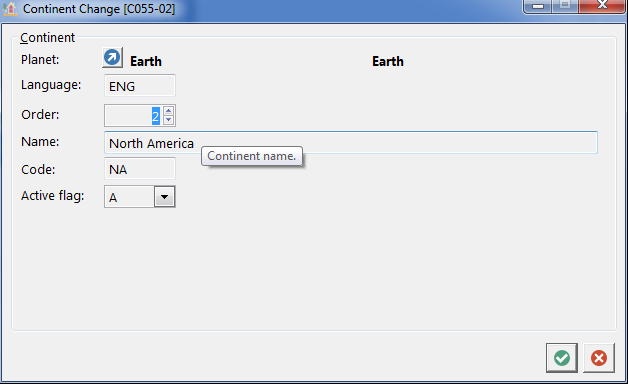 Continent Change [C055-02]
Continent
Planet: Earth Earth
Language: ENG
Order: 2
Name: North America
Continent name.
Code: NA
Active flag: A